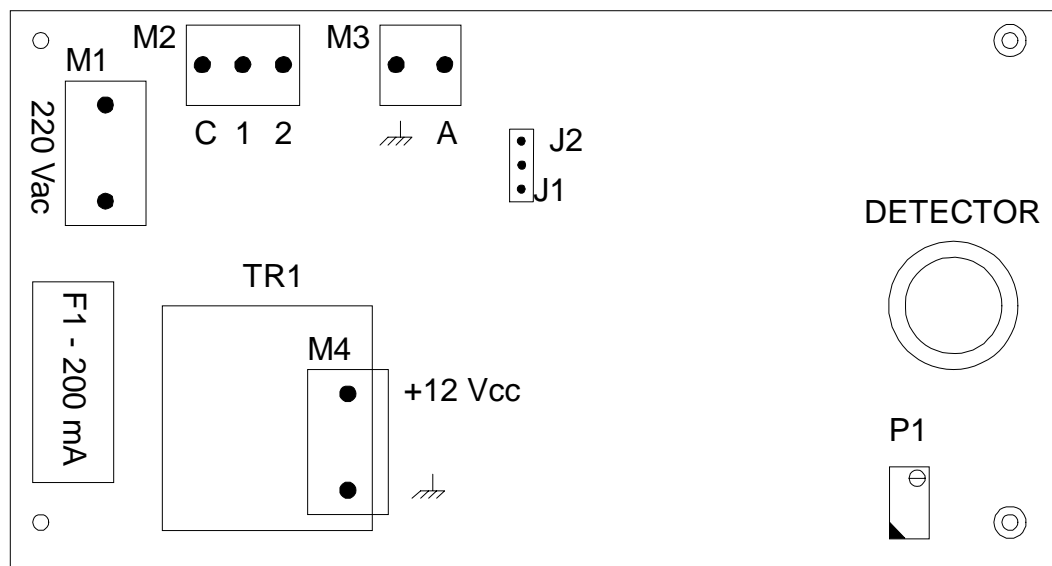 M2
M3
M1
220 Vac
C 1 2
A
J2
J1
DETECTOR
TR1
F1 - 200 mA
M4
+12 Vcc
P1